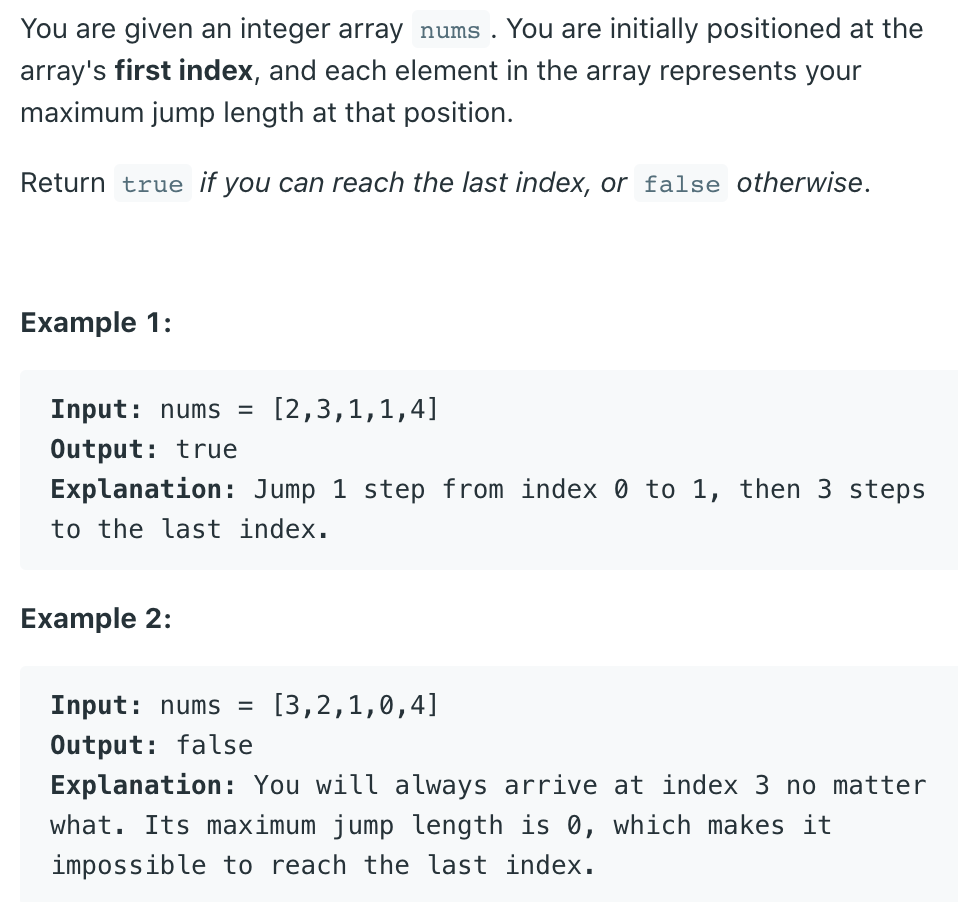 You are given an integer array nums . You are initially positioned at the
array's first index, and each element in the array represents your
maximum jump length at that position.
Return true if you can reach the last index, or false otherwise.
Example 1:
Input: nums = [2,3,1,1,4]
Output: true
Explanation: Jump 1 step from index 0 to 1, then 3 steps
to the last index.
Example 2:
Input: nums = [3,2,1,0,4]
Output: false
Explanation: You will always arrive at index 3 no matter
what. Its maximum jump length is 0, which makes it
impossible to reach the last index.